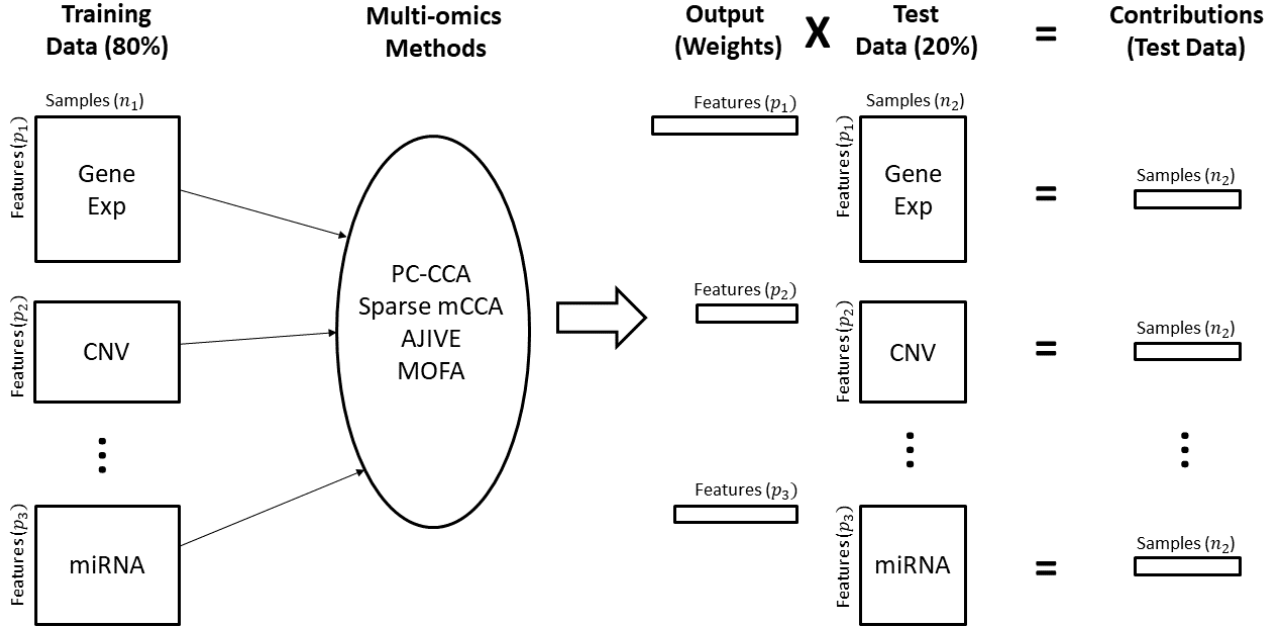 Training
Data (80%)
Multi-omics
Methods
Output
(Weights)
X
Test
Data (20%)
=
Contributions
(Test Data)
Samples (n₁)
Features (p₁)
Gene
Exp
Features (p₂)
CNV
⋮
Features (p₃)
miRNA
PC-CCA
Sparse mCCA
AJIVE
MOFA
Features (p₁)
Features (p₂)
Features (p₃)
Samples (n₂)
Features (p₁)
Gene
Exp
=
Samples (n₂)
Features (p₂)
CNV
=
Samples (n₂)
⋮
⋮
Features (p₃)
miRNA
=
Samples (n₂)